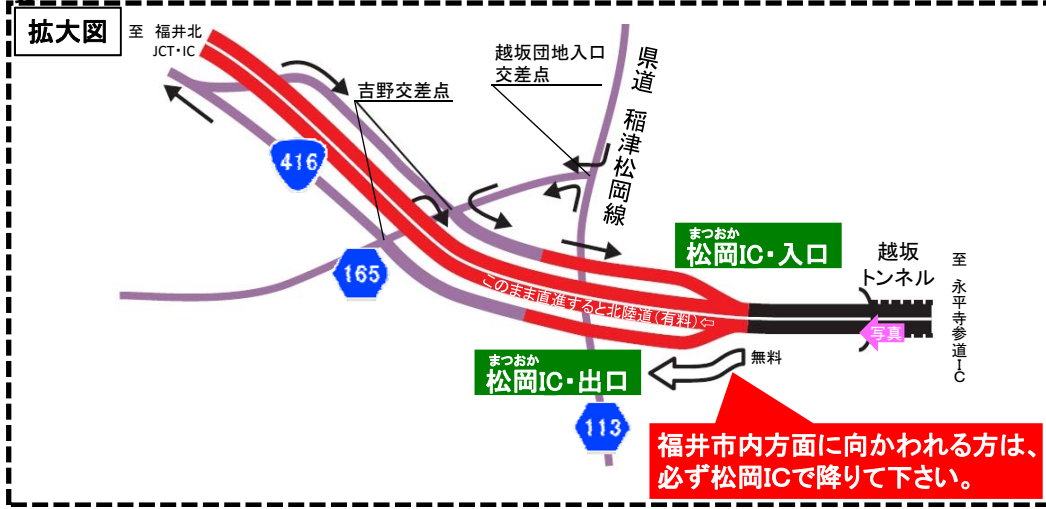 拡大図
至 福井北
JCT・IC
吉野交差点
越坂団地入口
交差点
県道 稲津松岡線
416
165
まつおか
松岡IC・入口
越坂
トンネル
至 永平寺参道IC
このまま直進すると北陸道(有料)⇦
写真
まつおか
松岡IC・出口
無料
113
福井市内方面に向かわれる方は、
必ず松岡ICで降りて下さい。